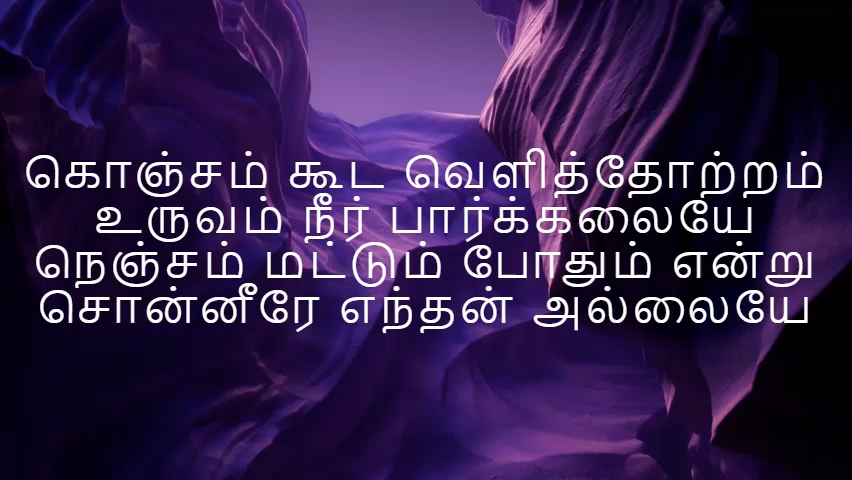 கொஞ்சம் கூட வெளித்தோற்றம்
உருவம் நீர் பார்க்கலையே
நெஞ்சம் மட்டும் போதும் என்று
சொன்னீரே எந்தன் அல்லையே